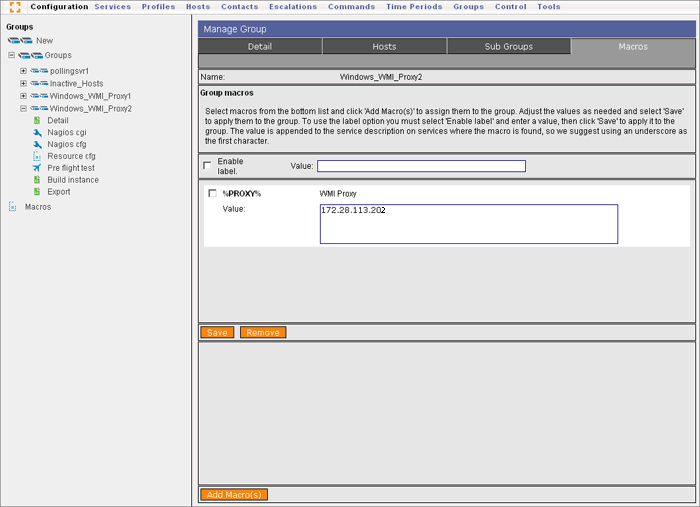 Configuration Services Profiles Hosts Contacts Escalations Commands Time Periods Groups Control Tools
Groups
New
Groups
pollingsvr1
Inactive_Hosts
Windows_WMI_Proxy1
Windows_WMI_Proxy2
Detail
Nagios cgi
Nagios cfg
Resource cfg
Pre flight test
Build instance
Export
Macros
Manage Group
Detail Hosts Sub Groups Macros
Name: Windows_WMI_Proxy2
Group macros
Select macros from the bottom list and click 'Add Macro(s)' to assign them to the group. Adjust the values as needed and select 'Save'
to apply them to the group. To use the label option you must select 'Enable label' and enter a value, then click 'Save' to apply it to the
group. The value is appended to the service description on services where the macro is found, so we suggest using an underscore as
the first character.
Enable
label. Value:
%PROXY% WMI Proxy
Value: 172.28.113.202
Save Remove
Add Macro(s)